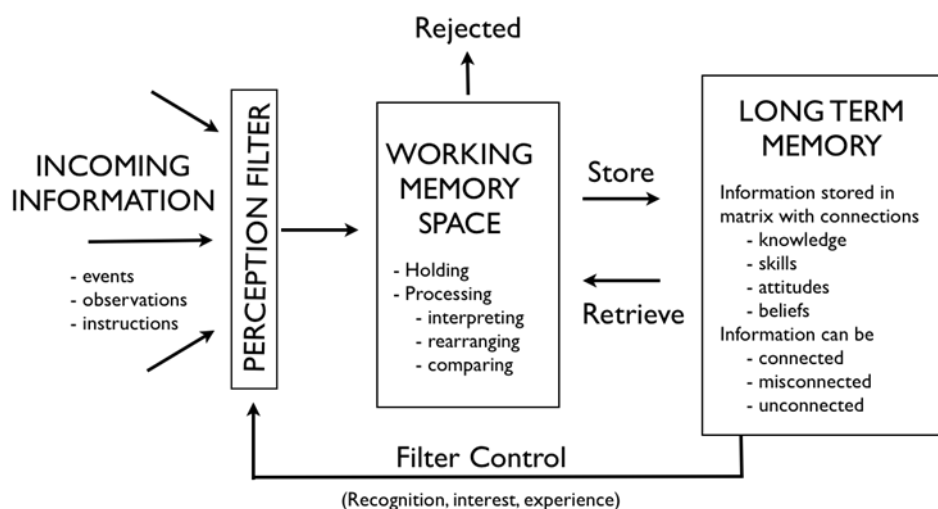 Rejected
INCOMING
INFORMATION
- events
- observations
- instructions
PERCEPTION FILTER
WORKING
MEMORY
SPACE
- Holding
- Processing
- interpreting
- rearranging
- comparing
Store
Retrieve
LONG TERM
MEMORY
Information stored in
matrix with connections
- knowledge
- skills
- attitudes
- beliefs
Information can be
- connected
- misconnected
- unconnected
Filter Control
(Recognition, interest, experience)